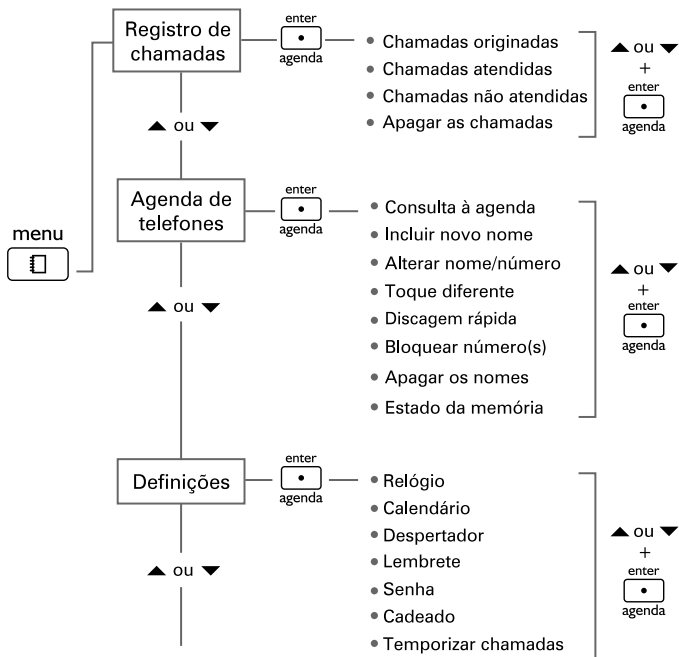 menu
Registro de
chamadas
enter
agenda
• Chamadas originadas
• Chamadas atendidas
• Chamadas não atendidas
• Apagar as chamadas
▲ ou ▼
+
enter
agenda
▲ ou ▼
Agenda de
telefones
enter
agenda
• Consulta à agenda
• Incluir novo nome
• Alterar nome/número
• Toque diferente
• Discagem rápida
• Bloquear número(s)
• Apagar os nomes
• Estado da memória
▲ ou ▼
+
enter
agenda
▲ ou ▼
Definições
enter
agenda
• Relógio
• Calendário
• Despertador
• Lembrete
• Senha
• Cadeado
• Temporizar chamadas
▲ ou ▼
+
enter
agenda
▲ ou ▼